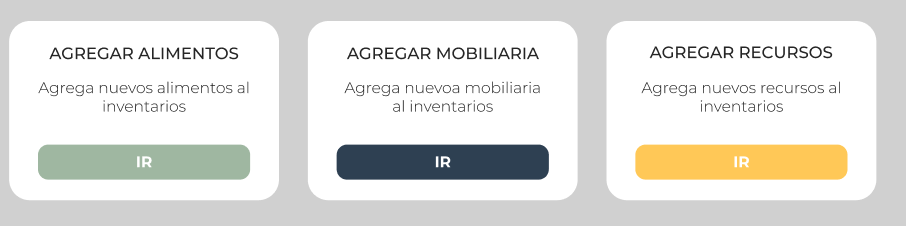 AGREGAR ALIMENTOS
Agrega nuevos alimentos al
inventarios
IR
AGREGAR MOBILIARIA
Agrega nuevoa mobiliaria
al inventarios
IR
AGREGAR RECURSOS
Agrega nuevos recursos al
inventarios
IR